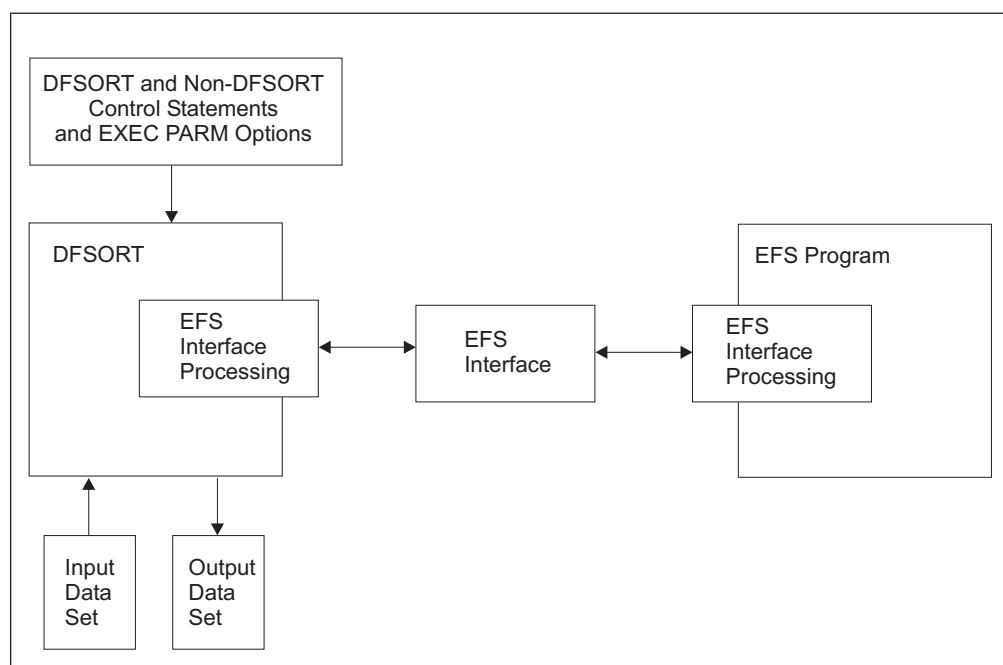 DFSORT and Non-DFSORT
Control Statements
and EXEC PARM Options
DFSORT
EFS
Interface
Processing
EFS
Interface
EFS Program
EFS
Interface
Processing
Input
Data
Set
Output
Data
Set